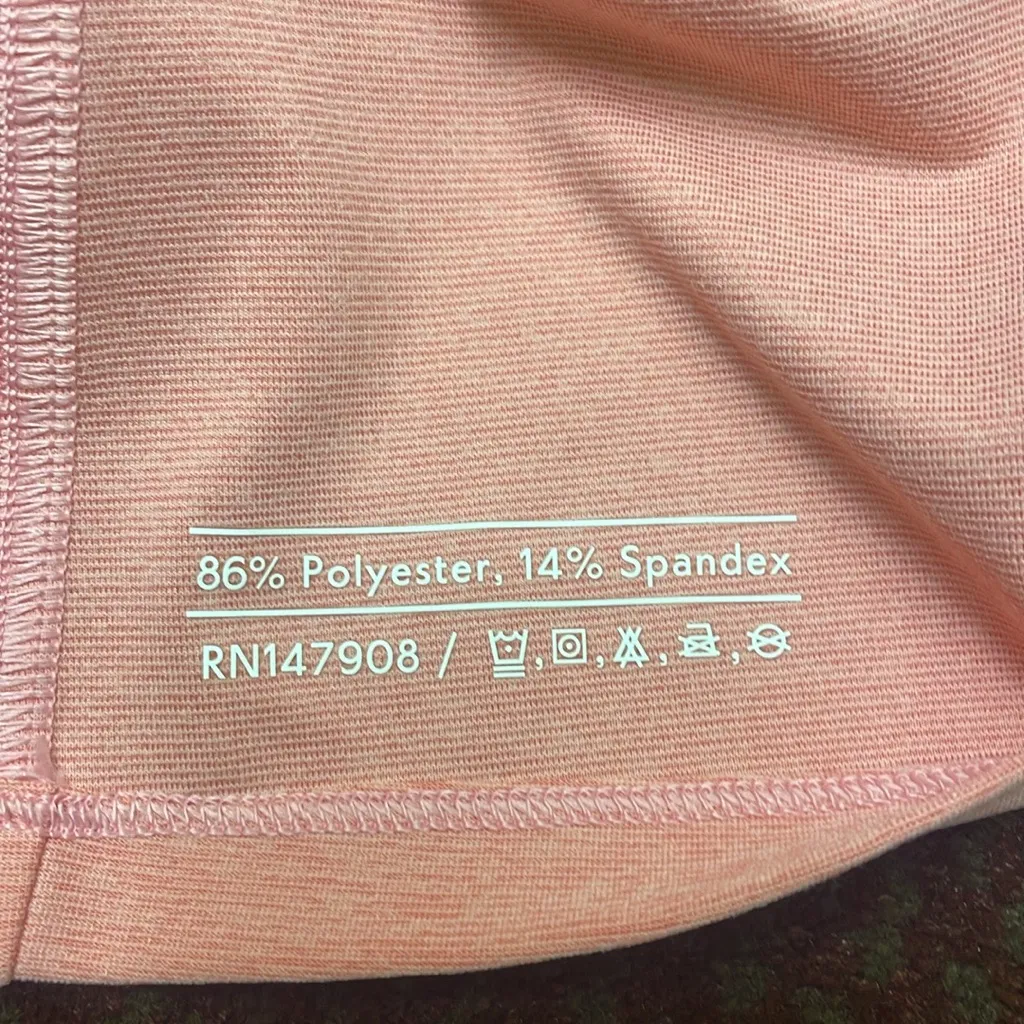 86% Polyester, 14% Spandex
RN147908 /